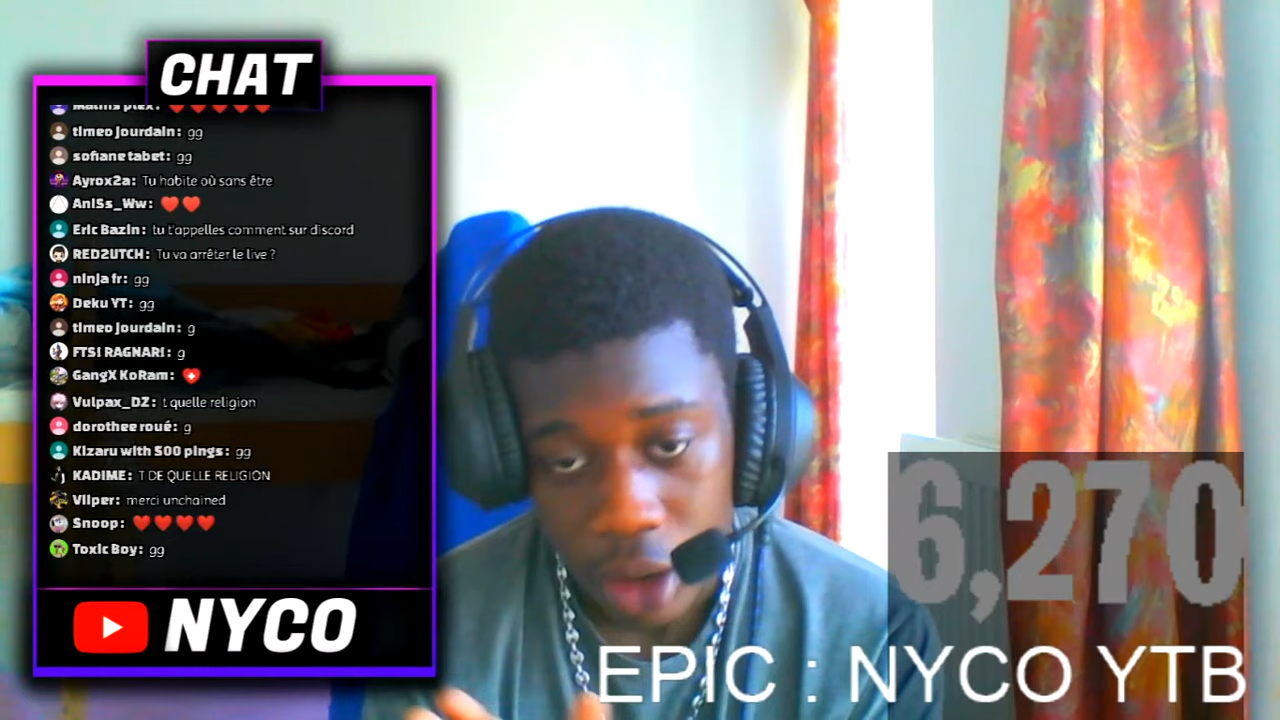 CHAT
timeo jourdain: gg
sofiane tabet: gg
Ayrox2a: Tu habite où sans être
AniSs_Ww: ❤️❤️
Eric Bazin: tu t'appelles comment sur discord
RED2UTCH: Tu va arrêter le live ?
ninja fr: gg
Deku YT: gg
timeo jourdain: g
FTS! RAGNAR!: g
GangX KoRam:
Vulpax_DZ: t quelle religion
dorothee roué: g
Kizaru with 500 pings: gg
KADIME: T DE QUELLE RELIGION
Vilper: merci unchained
Snoop: ❤️❤️❤️❤️
Toxic Boy: gg
NYCO
6,270
EPIC : NYCO YTB